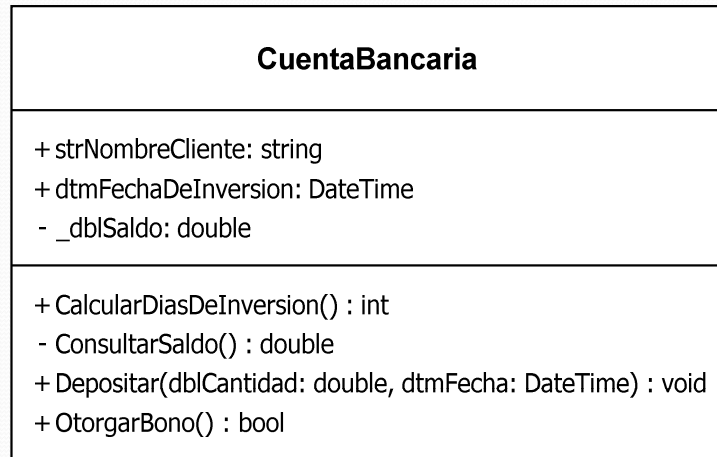 CuentaBancaria
+ strNombreCliente: string
+ dtmFechaDeInversion: DateTime
- _dblSaldo: double
+ CalcularDiasDeInversion() : int
- ConsultarSaldo() : double
+ Depositar(dblCantidad: double, dtmFecha: DateTime) : void
+ OtorgarBono() : bool